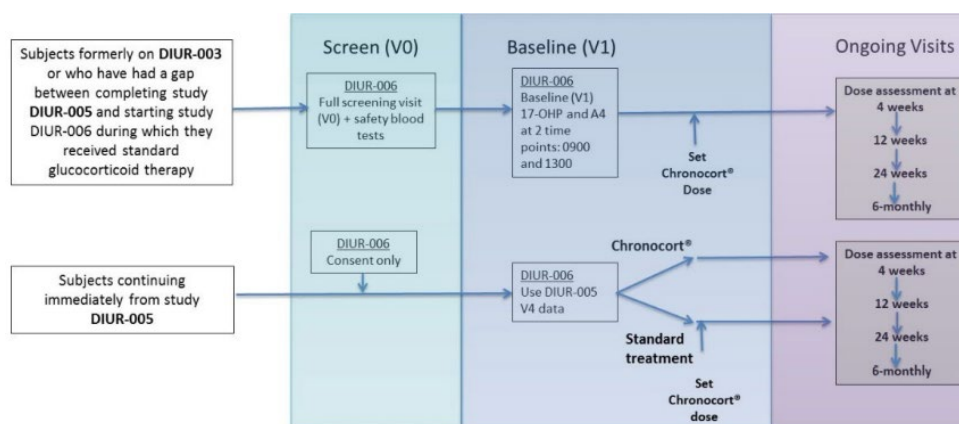 Screen (V0)
Baseline (V1)
Ongoing Visits
Subjects formerly on DIUR-003
or who have had a gap
between completing study
DIUR-005 and starting study
DIUR-006 during which they
received standard
glucocorticoid therapy
DIUR-006
Full screening visit
(V0) + safety blood
tests
DIUR-006
Baseline (V1)
17-OHP and A4
at 2 time
points: 0900
and 1300
Set
Chronocort®
Dose
Dose assessment at
4 weeks
12 weeks
24 weeks
6-monthly
Subjects continuing
immediately from study
DIUR-005
DIUR-006
Consent only
DIUR-006
Use DIUR-005
V4 data
Chronocort®
Standard
treatment
Set
Chronocort®
dose
Dose assessment at
4 weeks
12 weeks
24 weeks
6-monthly